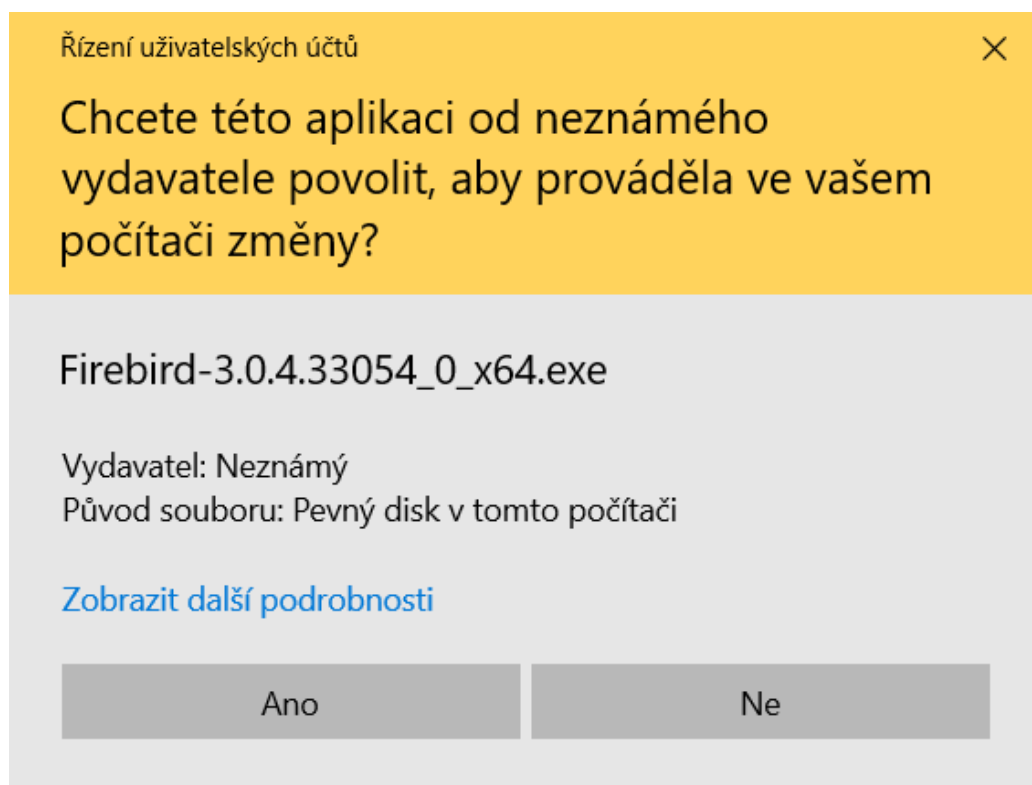 Řízení uživatelských účtů
Chcete této aplikaci od neznámého
vydavatele povolit, aby prováděla ve vašem
počítači změny?
Firebird-3.0.4.33054_0_x64.exe
Vydavatel: Neznámý
Původ souboru: Pevný disk v tomto počítači
Zobrazit další podrobnosti
Ano
Ne